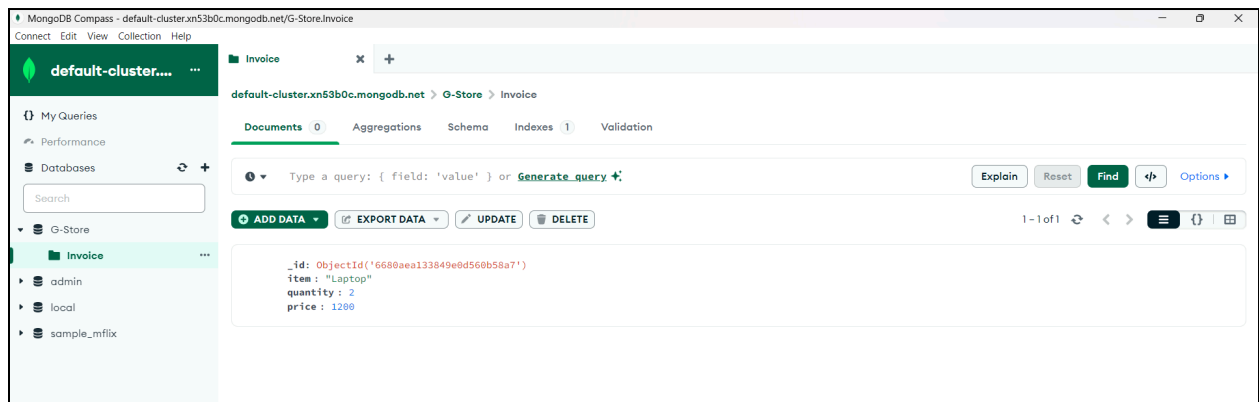 MongoDB Compass - default-cluster.xn53b0c.mongodb.net/G-Store.Invoice
Connect Edit View Collection Help
default-cluster....
Invoice
default-cluster.xn53b0c.mongodb.net > G-Store > Invoice
{} My Queries
Performance
Databases
Search
G-Store
Invoice
admin
local
sample_mflix
Documents 0 Aggregations Schema Indexes 1 Validation
Type a query: { field: 'value' } or Generate query
Explain Reset Find </> Options
ADD DATA EXPORT DATA UPDATE DELETE
1 – 1 of 1 {}
_id: ObjectId('6680aea133849e0d560b58a7')
item : "Laptop"
quantity : 2
price : 1200